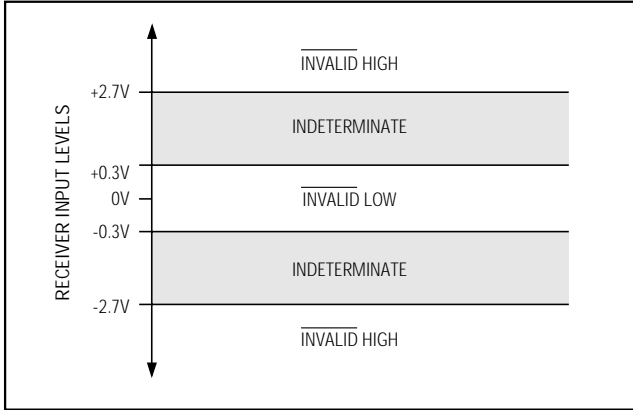 RECEIVER INPUT LEVELS
INVALID HIGH
+2.7V
INDETERMINATE
+0.3V
0V
INVALID LOW
-0.3V
INDETERMINATE
-2.7V
INVALID HIGH